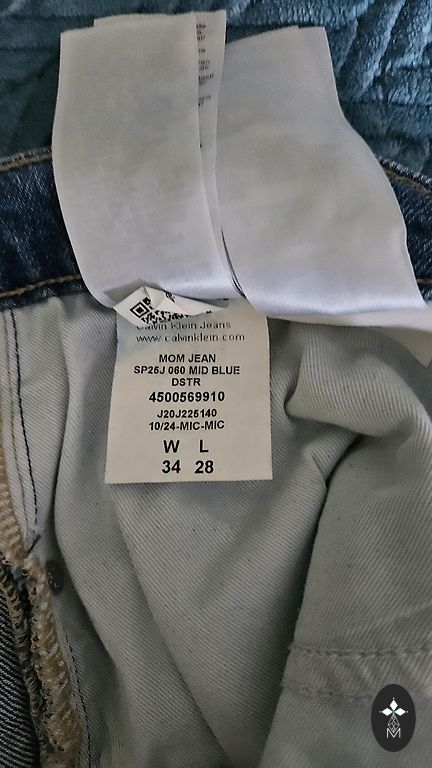 Calvin Klein Jeans
www.calvinklein.com
MOM JEAN
SP25J 060 MID BLUE
DSTR
4500569910
J20J225140
10/24-MIC-MIC
W L
34 28
M